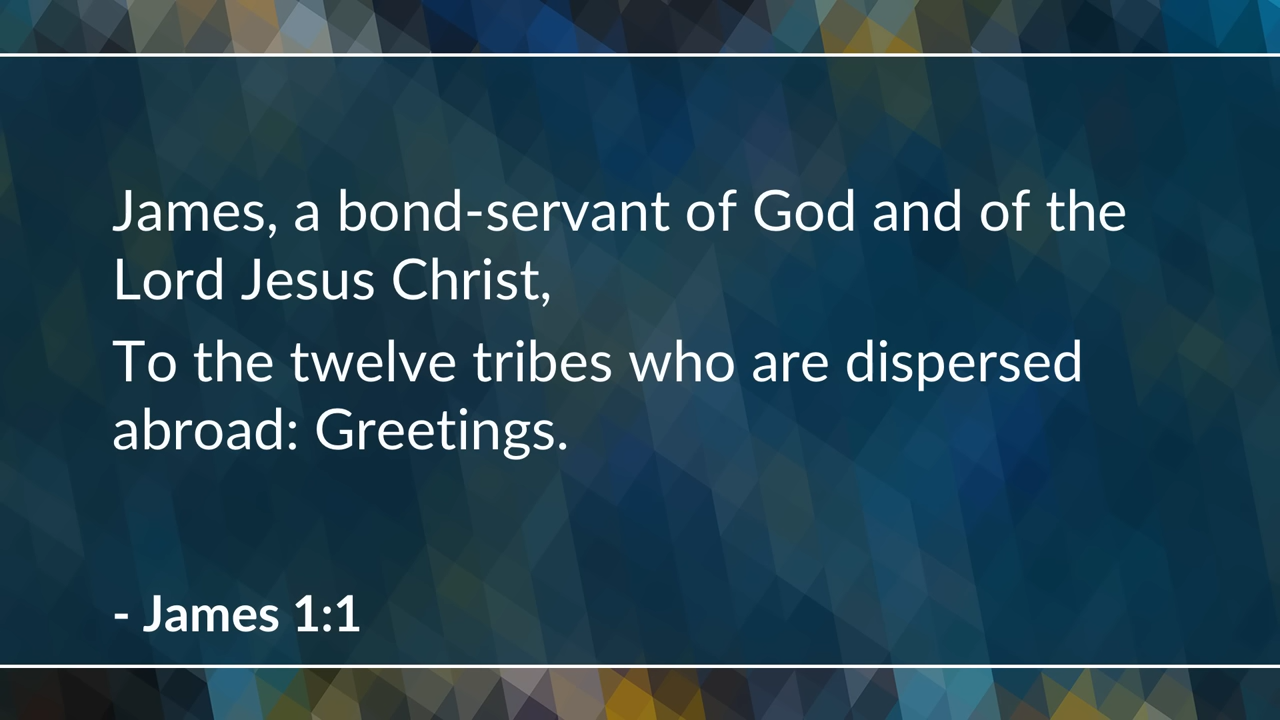 James, a bond-servant of God and of the
Lord Jesus Christ,
To the twelve tribes who are dispersed
abroad: Greetings.
- James 1:1